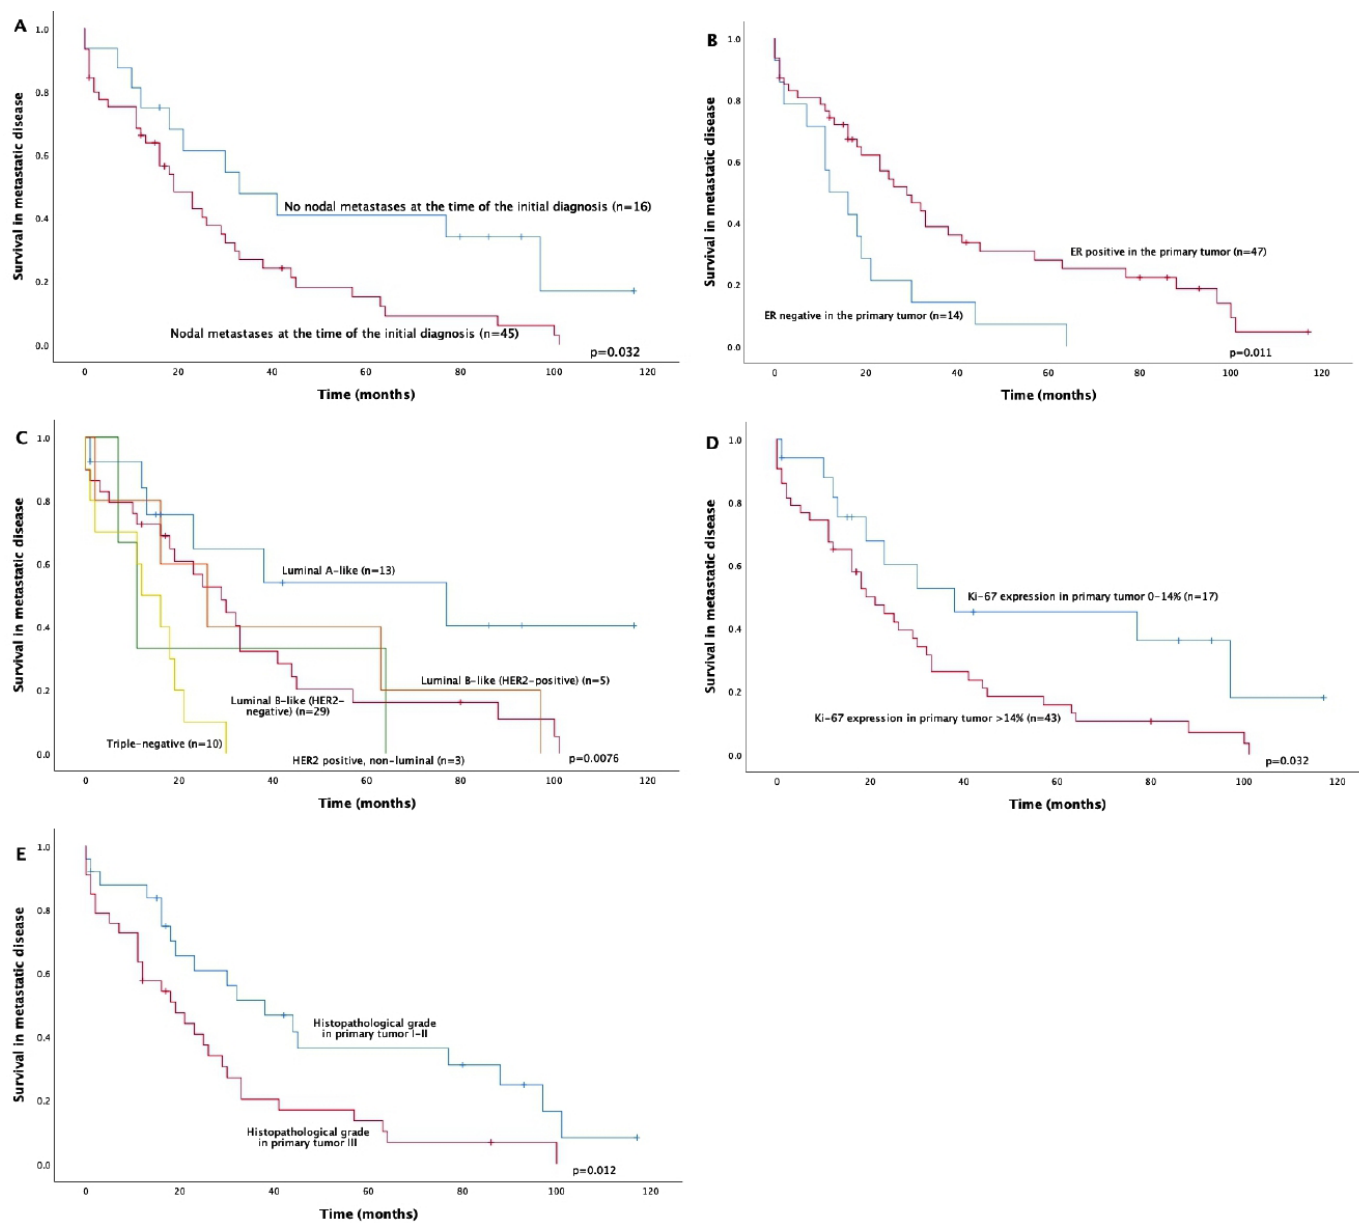 A
1.0
0.8
0.6
0.4
0.2
0.0
Survival in metastatic disease
No nodal metastases at the time of the initial diagnosis (n=16)
Nodal metastases at the time of the initial diagnosis (n=45)
p=0.032
0 20 40 60 80 100 120
Time (months)
B
1.0
0.8
0.6
0.4
0.2
0.0
Survival in metastatic disease
ER positive in the primary tumor (n=47)
ER negative in the primary tumor (n=14)
p=0.011
0 20 40 60 80 100 120
Time (months)
C
1.0
0.8
0.6
0.4
0.2
0.0
Survival in metastatic disease
Luminal A-like (n=13)
Luminal B-like (HER2-positive) (n=5)
Luminal B-like (HER2-
negative) (n=29)
Triple-negative (n=10)
HER2 positive, non-luminal (n=3)
p=0.0076
0 20 40 60 80 100 120
Time (months)
D
1.0
0.8
0.6
0.4
0.2
0.0
Survival in metastatic disease
Ki-67 expression in primary tumor 0-14% (n=17)
Ki-67 expression in primary tumor >14% (n=43)
p=0.032
0 20 40 60 80 100 120
Time (months)
E
1.0
0.8
0.6
0.4
0.2
0.0
Survival in metastatic disease
Histopathological grade
in primary tumor I-II
Histopathological grade
in primary tumor III
p=0.012
0 20 40 60 80 100 120
Time (months)